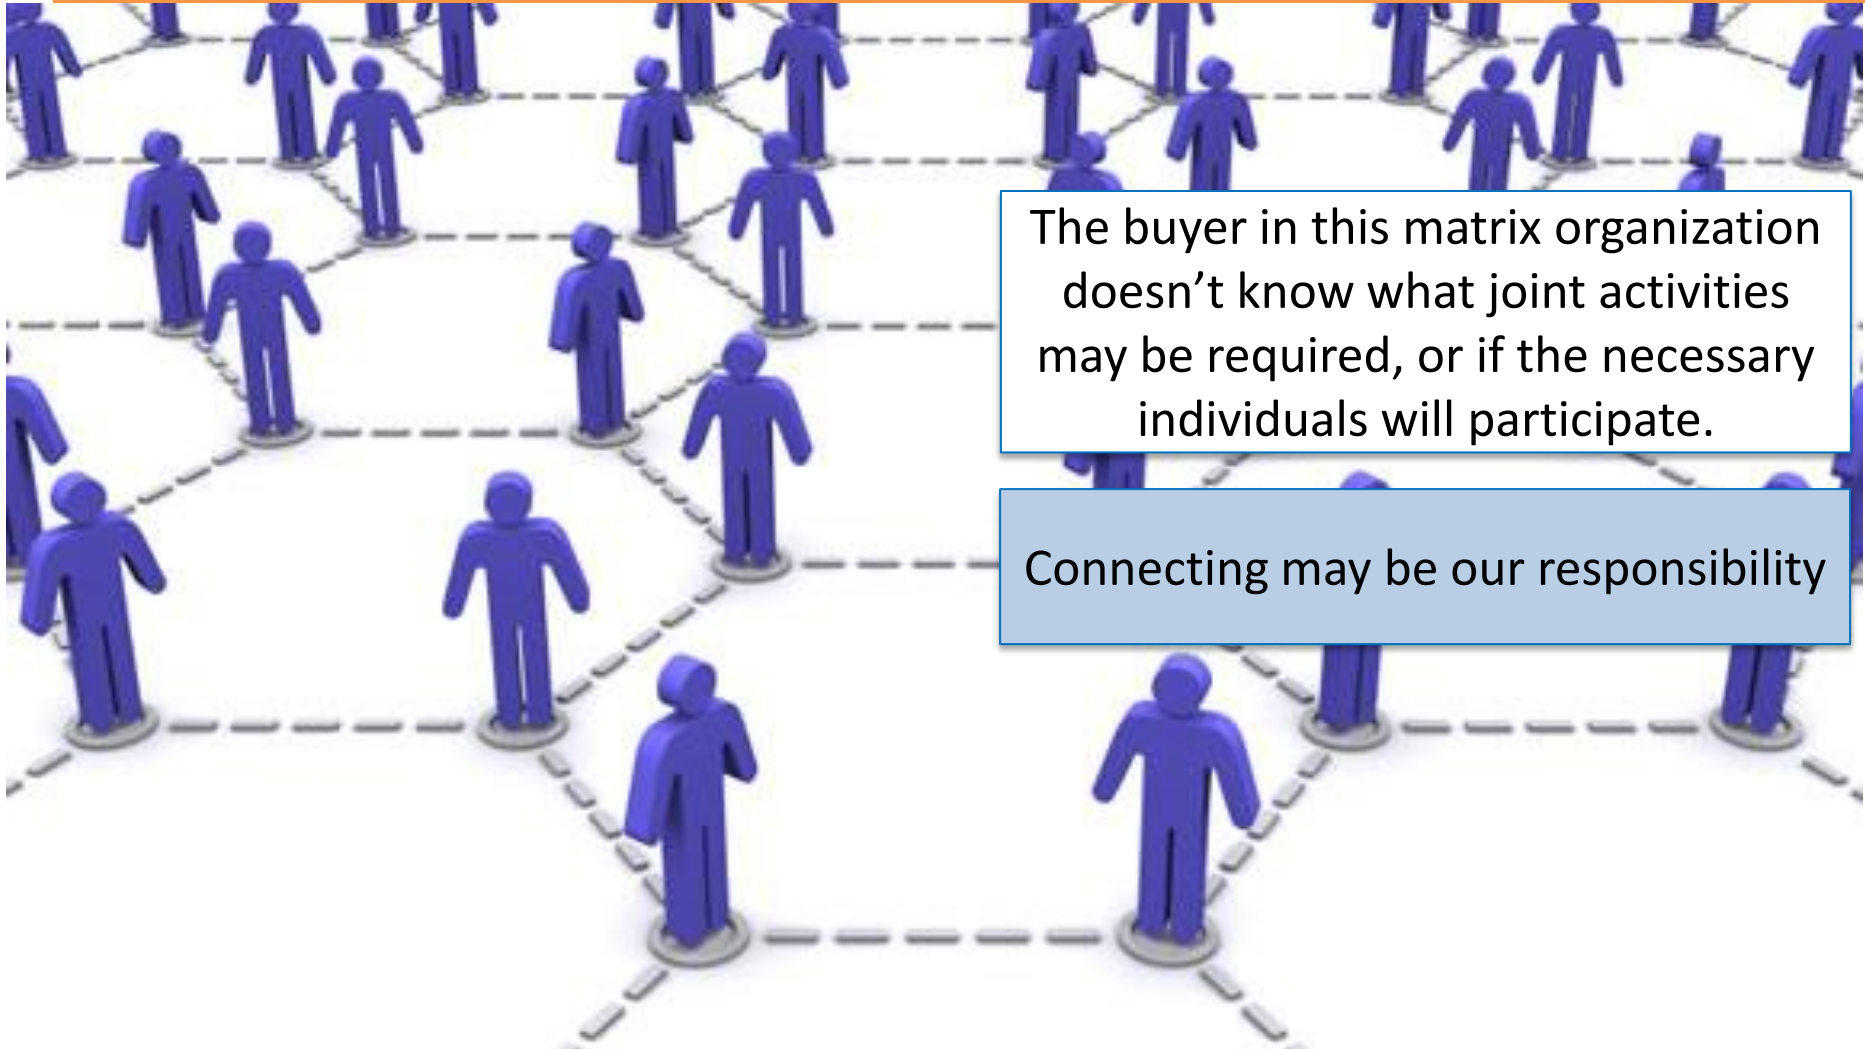 The buyer in this matrix organization
doesn’t know what joint activities
may be required, or if the necessary
individuals will participate.
Connecting may be our responsibility